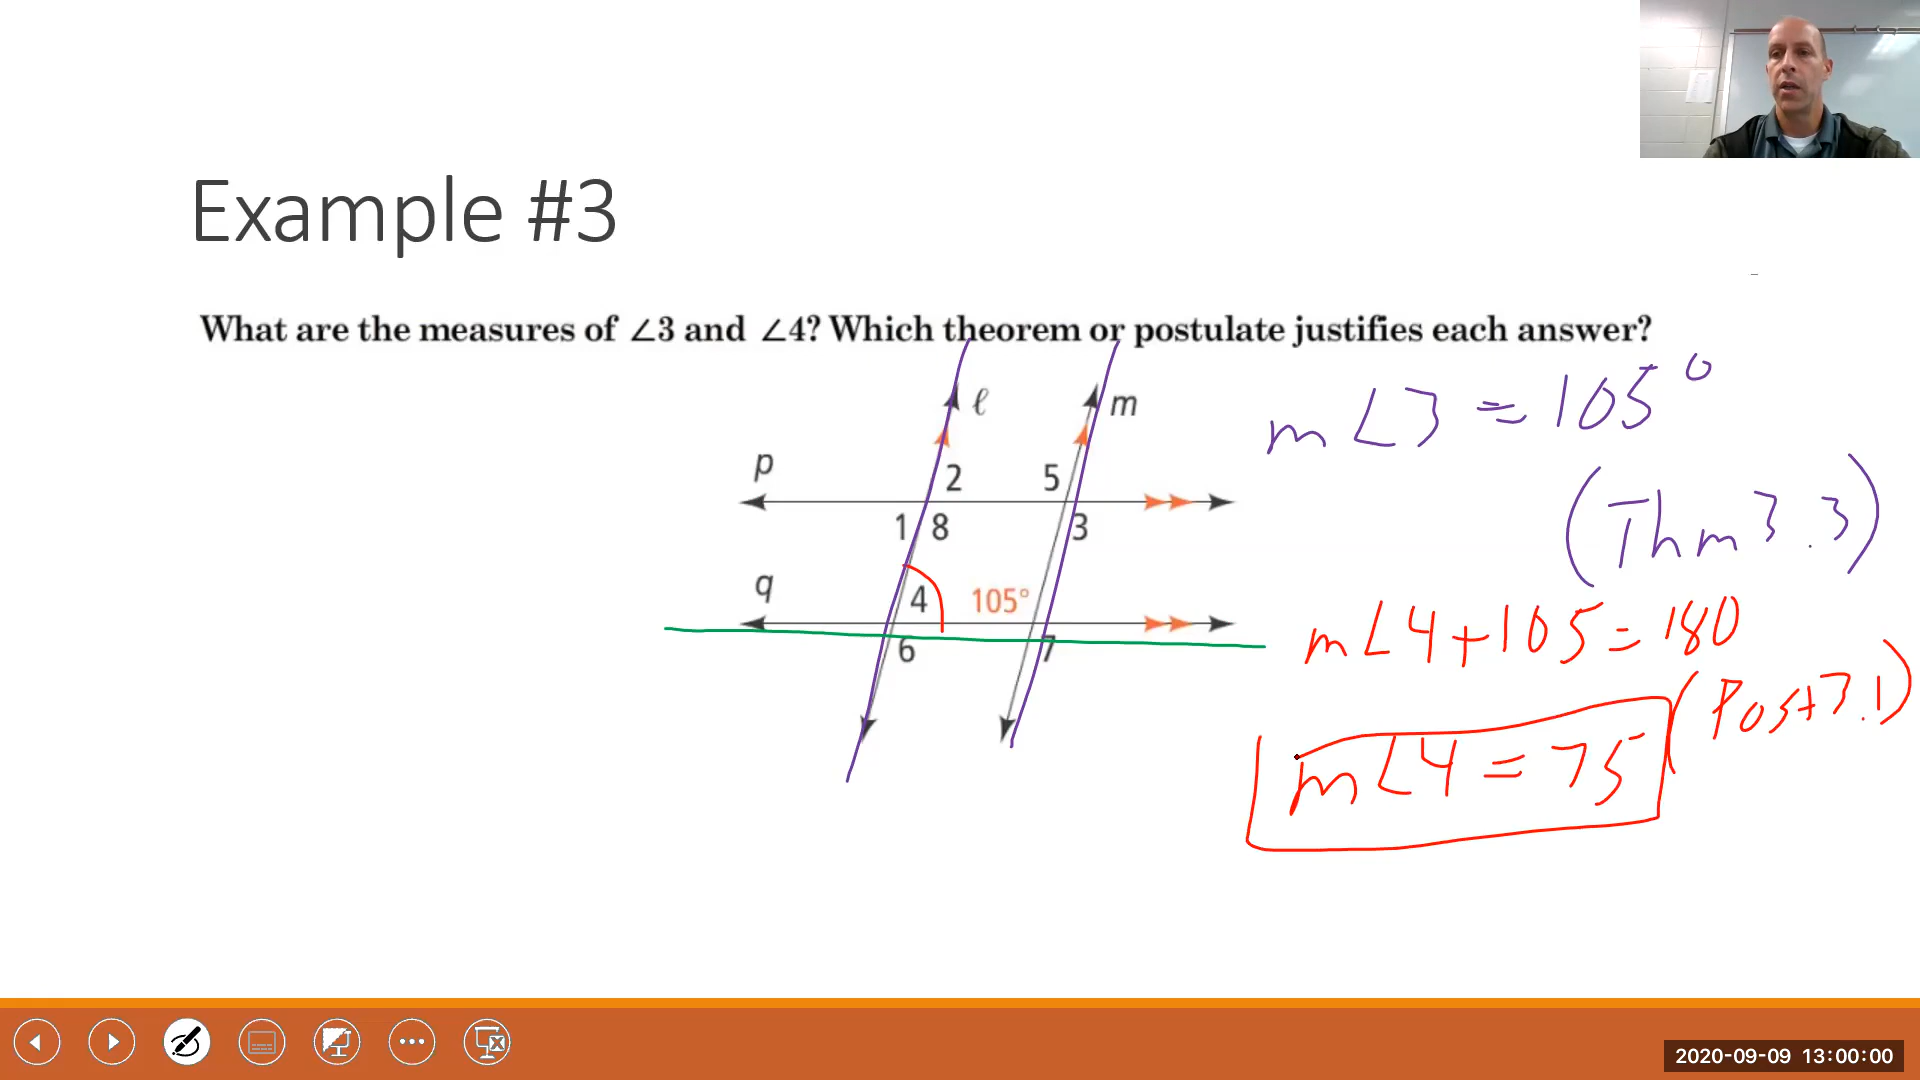 Example #3
What are the measures of ∠3 and ∠4? Which theorem or postulate justifies each answer?
ℓ
m
m∠3 = 105°
p
2
5
1
8
3
(Thm 3.3)
q
4
105°
m∠4+105=180
6
7
(Post 3.1)
m∠4=75
2020-09-09 13:00:00